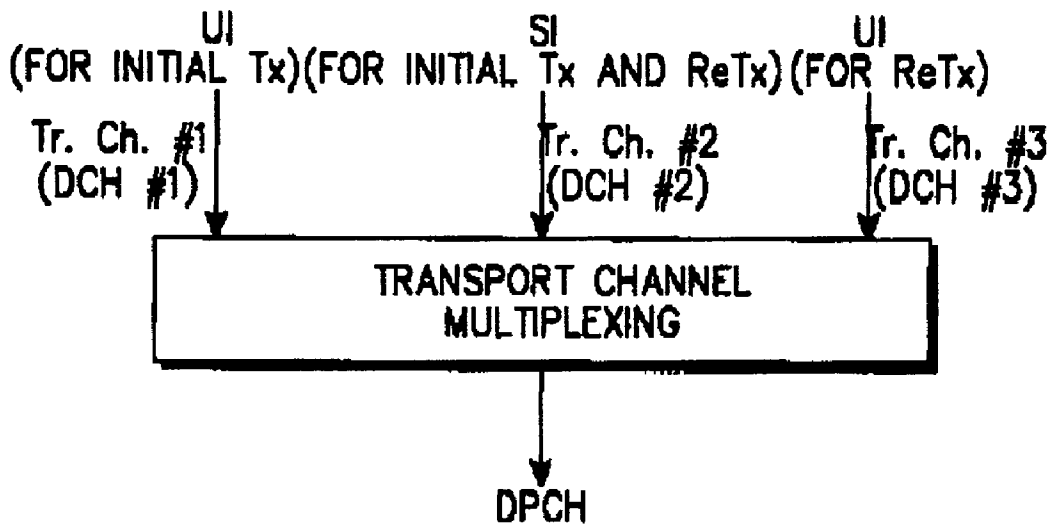 UI SI UI
(FOR INITIAL Tx)(FOR INITIAL Tx AND ReTx)(FOR ReTx)
Tr. Ch. #1 Tr. Ch. #2 Tr. Ch. #3
(DCH #1) (DCH #2) (DCH #3)
TRANSPORT CHANNEL
MULTIPLEXING
DPCH